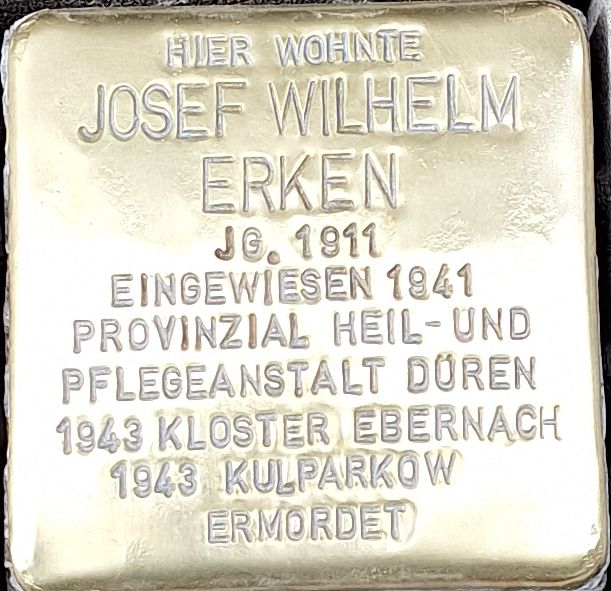 HIER WOHNTE
JOSEF WILHELM
ERKEN
JG. 1911
EINGEWIESEN 1941
PROVINZIAL HEIL-UND
PFLEGEANSTALT DÜREN
1943 KLOSTER EBERNACH
1943 KULPARKOW
ERMORDET